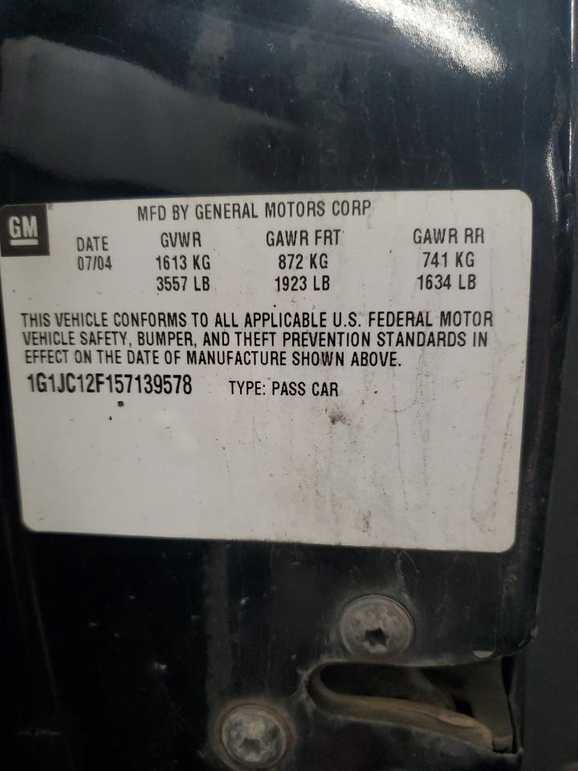 GM
MFD BY GENERAL MOTORS CORP
DATE GVWR GAWR FRT GAWR RR
07/04 1613 KG 872 KG 741 KG
3557 LB 1923 LB 1634 LB
THIS VEHICLE CONFORMS TO ALL APPLICABLE U.S. FEDERAL MOTOR
VEHICLE SAFETY, BUMPER, AND THEFT PREVENTION STANDARDS IN
EFFECT ON THE DATE OF MANUFACTURE SHOWN ABOVE.
1G1JC12F157139578 TYPE: PASS CAR